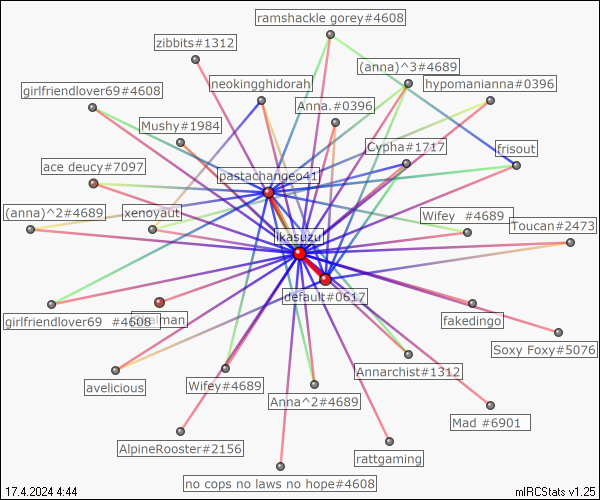 ramshackle gorey#4608
zibbits#1312
(anna)^3#4689
neokingghidorah
hypomanianna#0396
girlfriendlover69#4608
Anna.#0396
Mushy#1984
Cypha#1717
frisout
ace deucy#7097
pastachangeo41
(anna)^2#4689
xenoyaut
Wifey #4689
Toucan#2473
ikasuzu
default#0617
girlfriendlover69 #4608
fakedingo
Soxy Foxy#5076
Annarchist#1312
avelicious
Wifey#4689
Anna^2#4689
Mad #6901
AlpineRooster#2156
rattgaming
no cops no laws no hope#4608
17.4.2024 4:44
mIRCStats v1.25